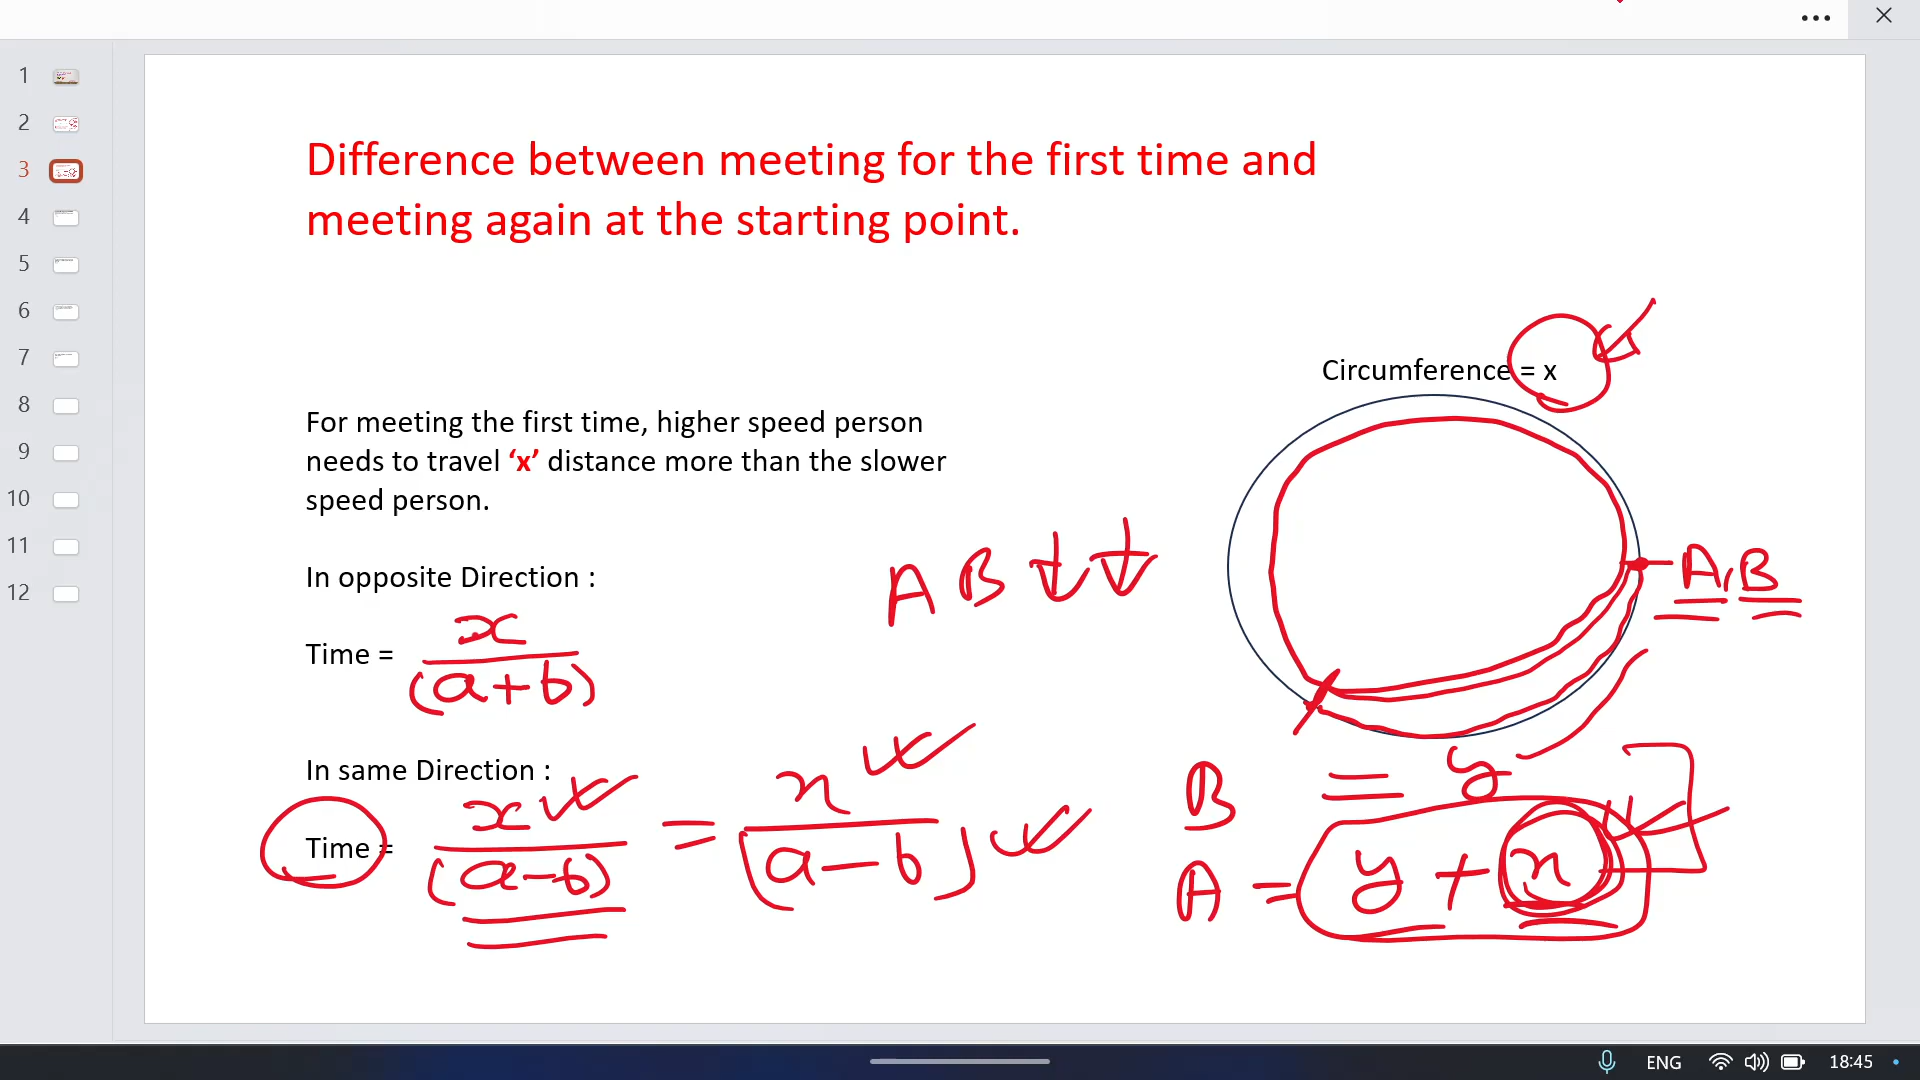 1
2
3
4
5
6
7
8
9
10
11
12
Difference between meeting for the first time and
meeting again at the starting point.
Circumference = x
For meeting the first time, higher speed person
needs to travel ‘x’ distance more than the slower
speed person.
A B
A, B
In opposite Direction :
Time = x
(a+b)
In same Direction :
Time = x = x
(a-b) (a-b)
B = y
A = y + x
ENG
18:45